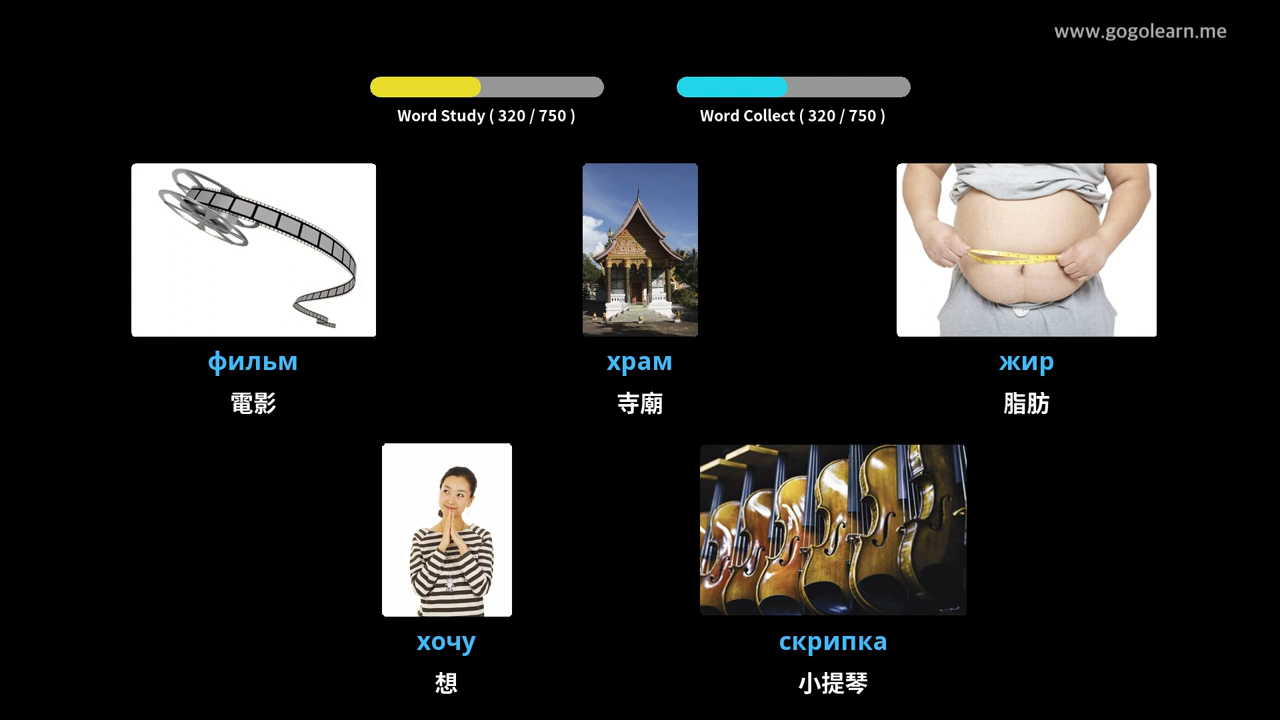 www.gogolearn.me
Word Study ( 320 / 750 )
Word Collect ( 320 / 750 )
фильм
電影
храм
寺廟
жир
脂肪
хочу
想
скрипка
小提琴